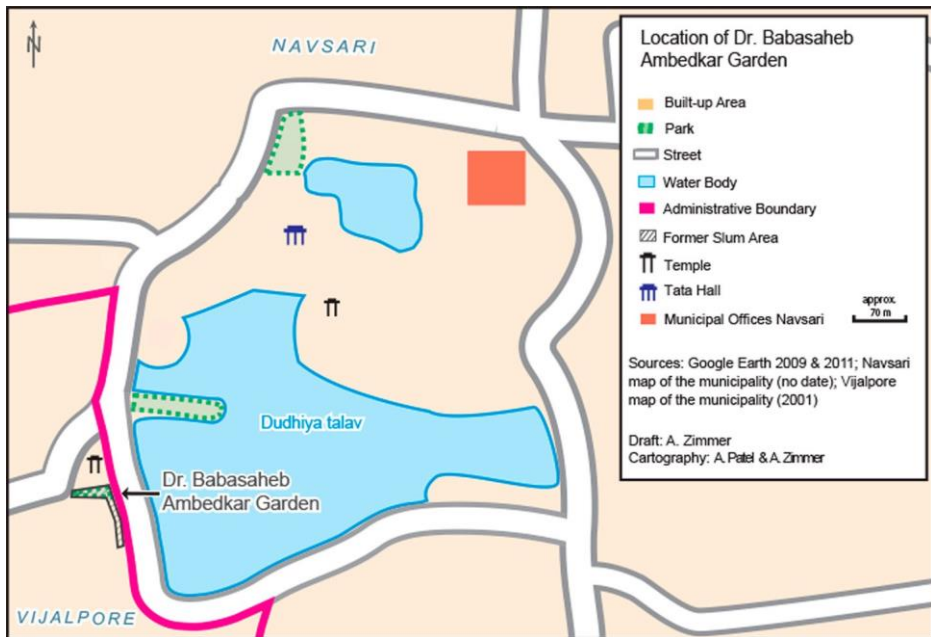 N
NAVSARI
Dudhiya talav
Dr. Babasaheb
Ambedkar Garden
VIJALPORE
Location of Dr. Babasaheb
Ambedkar Garden
Built-up Area
Park
Street
Water Body
Administrative Boundary
Former Slum Area
Temple
Tata Hall
Municipal Offices Navsari
approx.
70 m
Sources: Google Earth 2009 & 2011; Navsari
map of the municipality (no date); Vijalpore
map of the municipality (2001)
Draft: A. Zimmer
Cartography: A. Patel & A. Zimmer